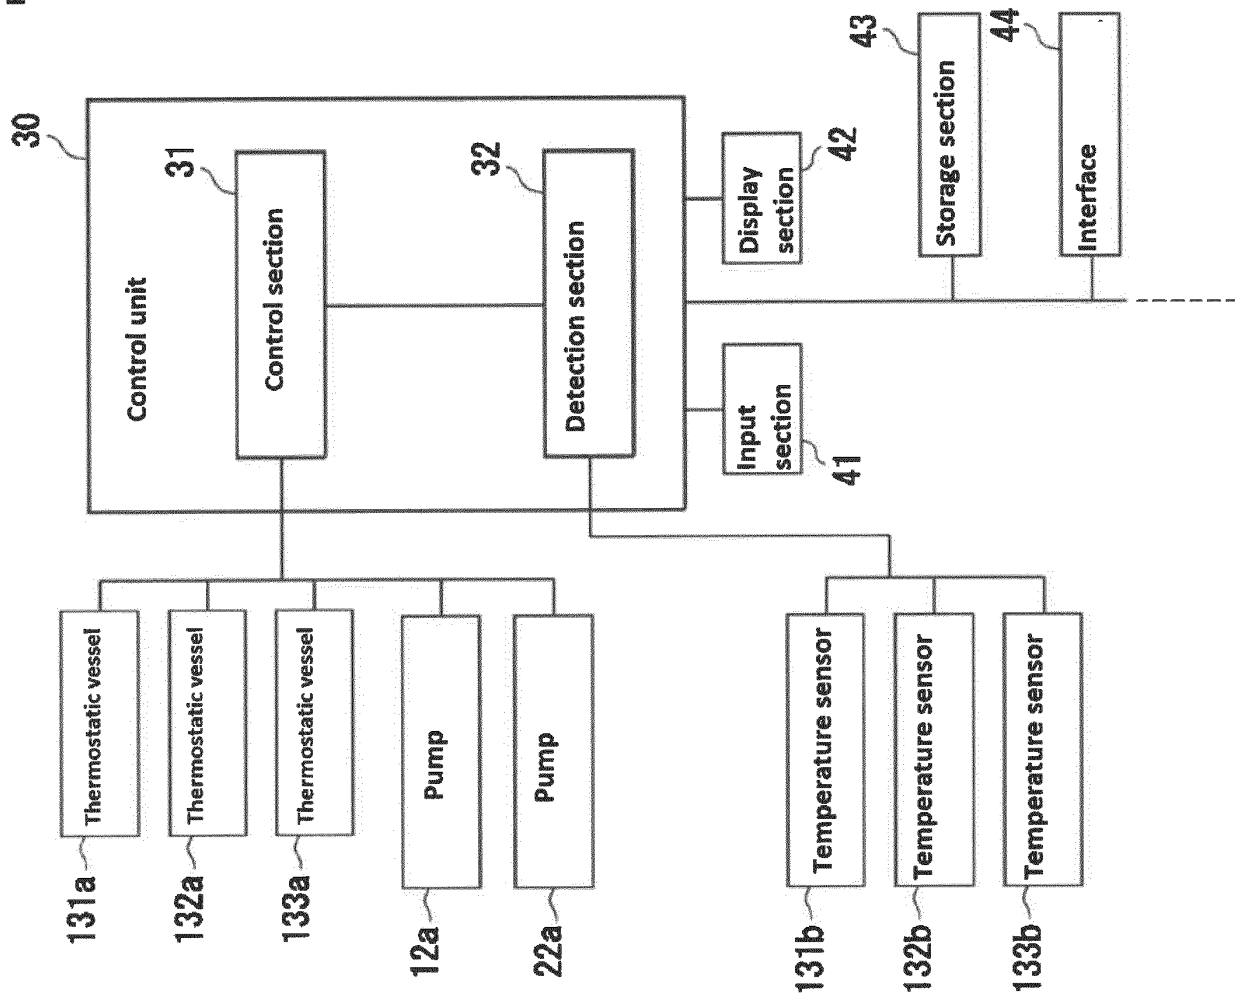 30
Control unit
31
Control section
32
Detection section
41
Input
section
42
Display
section
43
Storage section
44
Interface
131a
Thermostatic vessel
132a
Thermostatic vessel
133a
Thermostatic vessel
12a
Pump
22a
Pump
131b
Temperature sensor
132b
Temperature sensor
133b
Temperature sensor